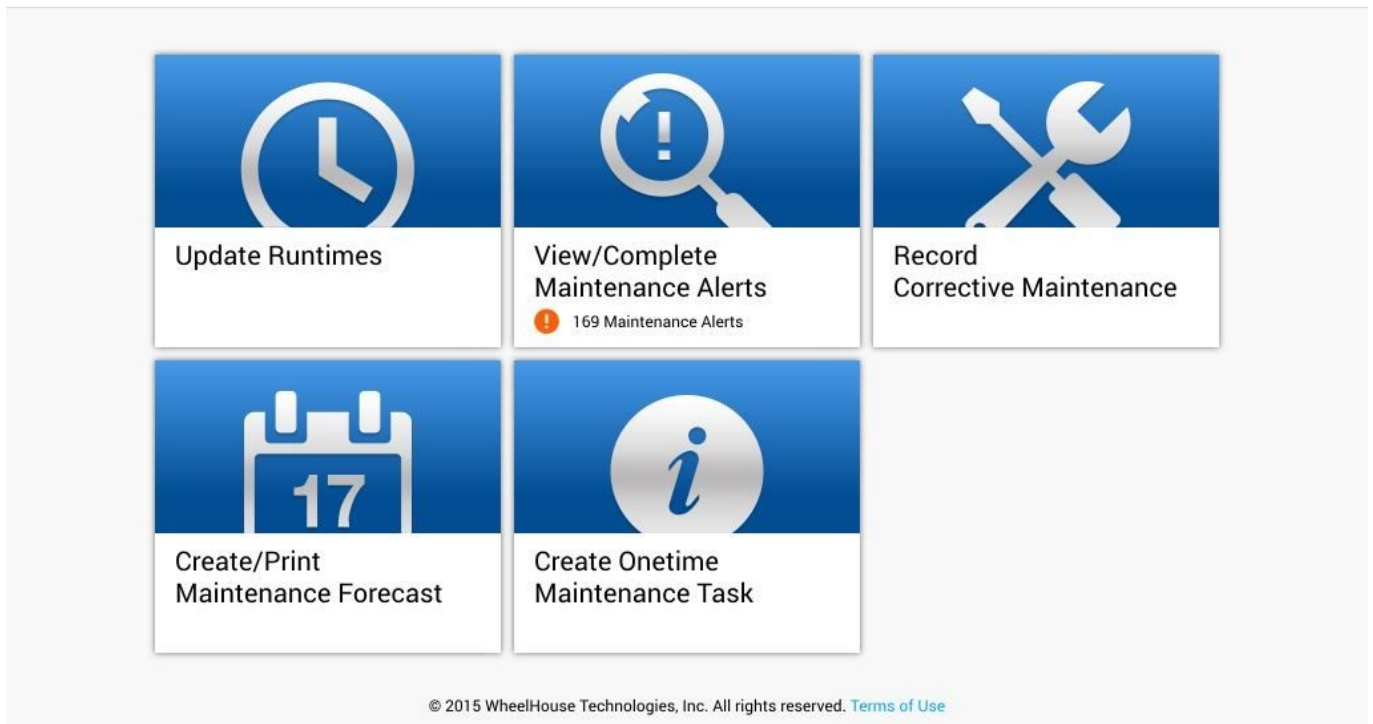 Update Runtimes
View/Complete
Maintenance Alerts
! 169 Maintenance Alerts
Record
Corrective Maintenance
17
Create/Print
Maintenance Forecast
i
Create Onetime
Maintenance Task
© 2015 WheelHouse Technologies, Inc. All rights reserved. Terms of Use